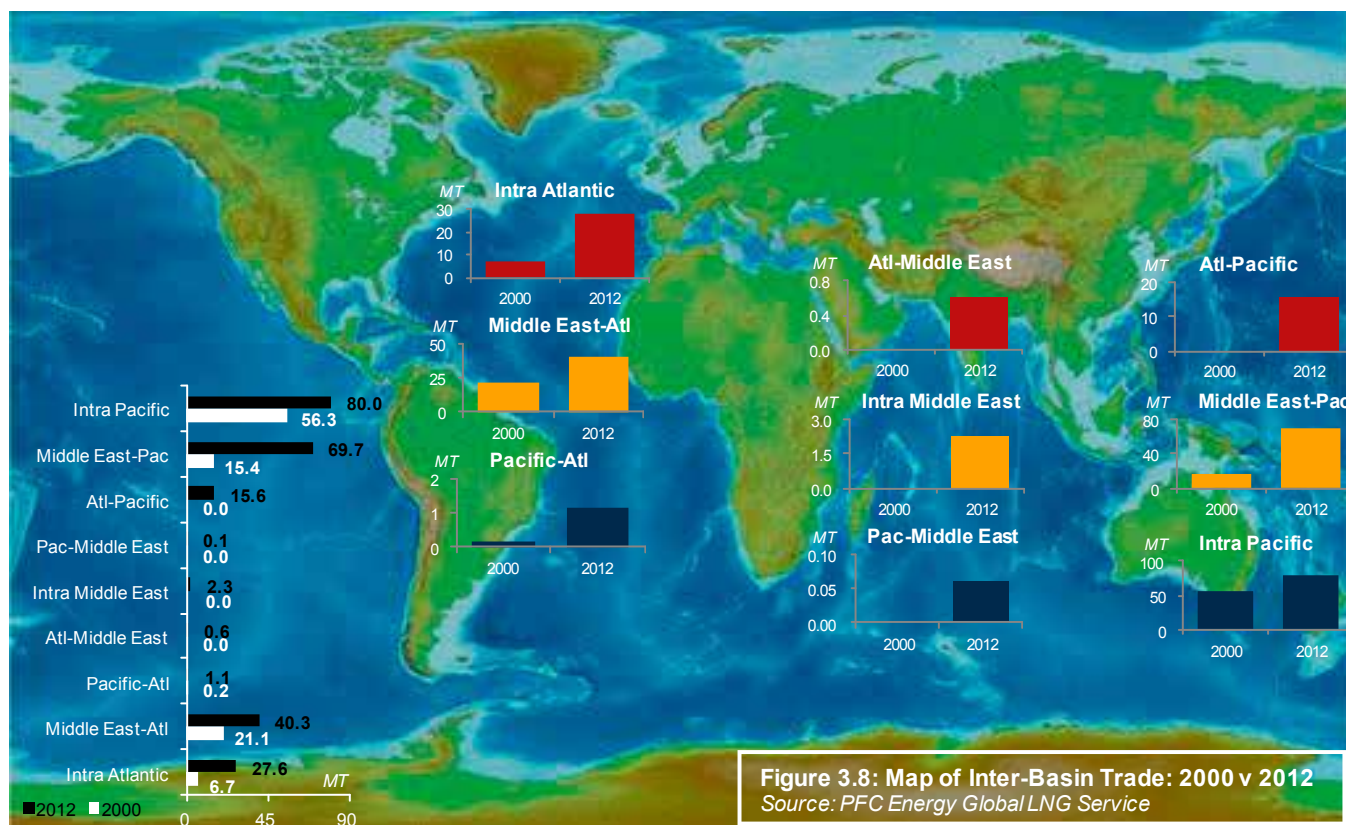 MT Intra Atlantic
30
20
10
0
2000 2012
MT Middle East-Atl
50
25
0
2000 2012
MT Pacific-Atl
2
1
0
2000 2012
MT Atl-Middle East
0.8
0.4
0.0
2000 2012
Intra Middle East
3.0
1.5
0.0
2000 2012
MT Pac-Middle East
0.10
0.05
0.00
2000 2012
MT Atl-Pacific
20
10
0
2000 2012
MT Middle East-Pac
80
40
0
2000 2012
MT Intra Pacific
100
50
0
2000 2012
Intra Pacific 80.0
56.3
Middle East-Pac 69.7
15.4
Atl-Pacific 15.6
0.0
Pac-Middle East 0.1
0.0
Intra Middle East 2.3
0.0
Atl-Middle East 0.6
0.0
Pacific-Atl 1.1
0.2
Middle East-Atl 40.3
21.1
Intra Atlantic 27.6
6.7 MT
2012 2000
0 45 90
Figure 3.8: Map of Inter-Basin Trade: 2000 v 2012
Source: PFC Energy Global LNG Service